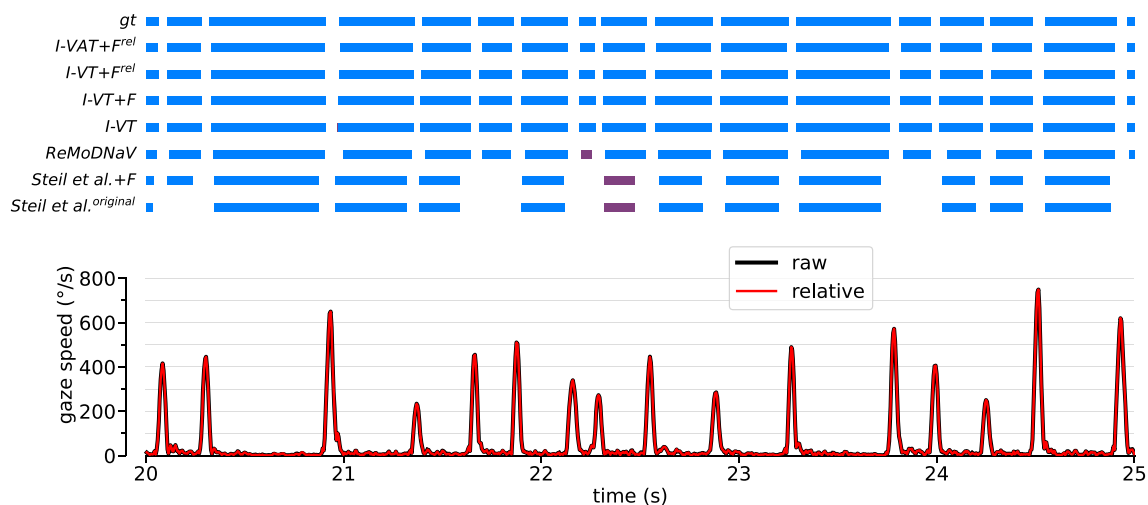 gt
I-VAT+F^rel
I-VT+F^rel
I-VT+F
I-VT
ReMoDNaV
Steil et al.+F
Steil et al.^original
raw
relative
gaze speed (°/s)
800
600
400
200
0
20
21
22
23
24
25
time (s)